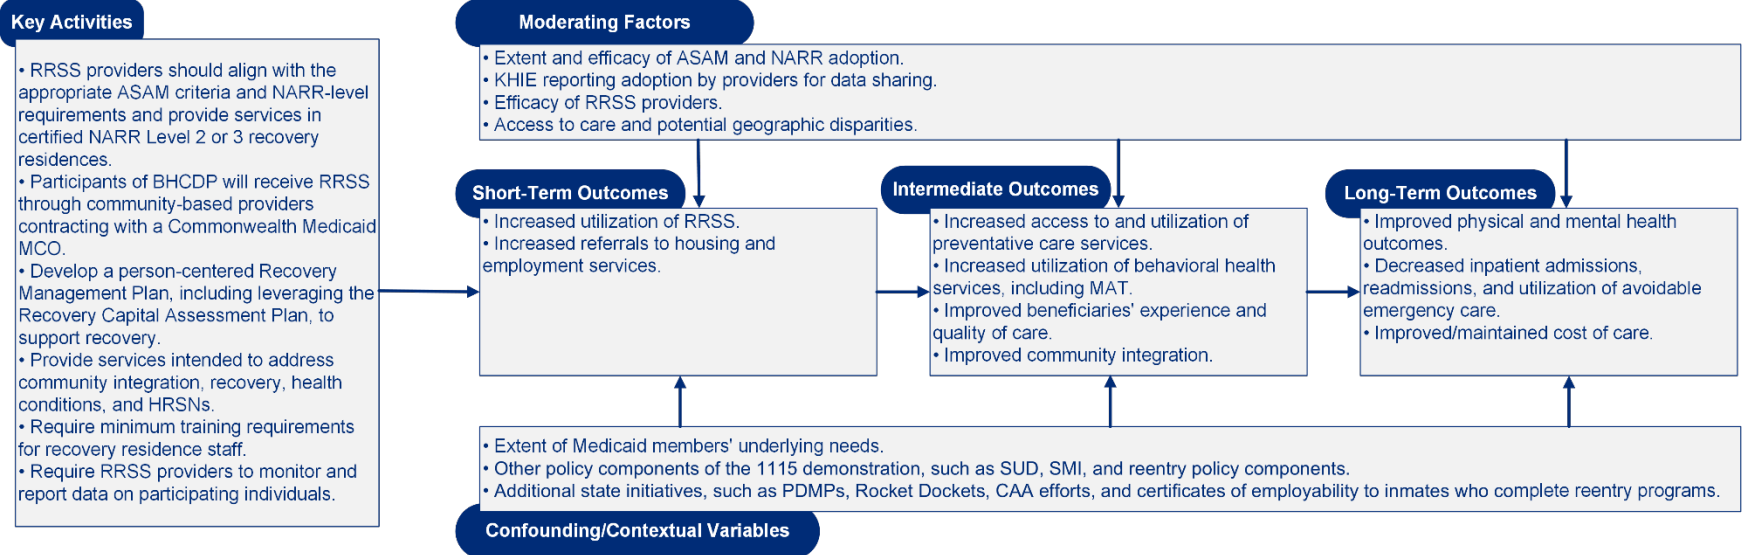 Key Activities
• RRSS providers should align with the
appropriate ASAM criteria and NARR-level
requirements and provide services in
certified NARR Level 2 or 3 recovery
residences.
• Participants of BHCDP will receive RRSS
through community-based providers
contracting with a Commonwealth Medicaid
MCO.
• Develop a person-centered Recovery
Management Plan, including leveraging the
Recovery Capital Assessment Plan, to
support recovery.
• Provide services intended to address
community integration, recovery, health
conditions, and HRSNs.
• Require minimum training requirements
for recovery residence staff.
• Require RRSS providers to monitor and
report data on participating individuals.
Moderating Factors
• Extent and efficacy of ASAM and NARR adoption.
• KHIE reporting adoption by providers for data sharing.
• Efficacy of RRSS providers.
• Access to care and potential geographic disparities.
Short-Term Outcomes
• Increased utilization of RRSS.
• Increased referrals to housing and
employment services.
Intermediate Outcomes
• Increased access to and utilization of
preventative care services.
• Increased utilization of behavioral health
services, including MAT.
• Improved beneficiaries' experience and
quality of care.
• Improved community integration.
Long-Term Outcomes
• Improved physical and mental health
outcomes.
• Decreased inpatient admissions,
readmissions, and utilization of avoidable
emergency care.
• Improved/maintained cost of care.
• Extent of Medicaid members' underlying needs.
• Other policy components of the 1115 demonstration, such as SUD, SMI, and reentry policy components.
• Additional state initiatives, such as PDMPs, Rocket Dockets, CAA efforts, and certificates of employability to inmates who complete reentry programs.
Confounding/Contextual Variables